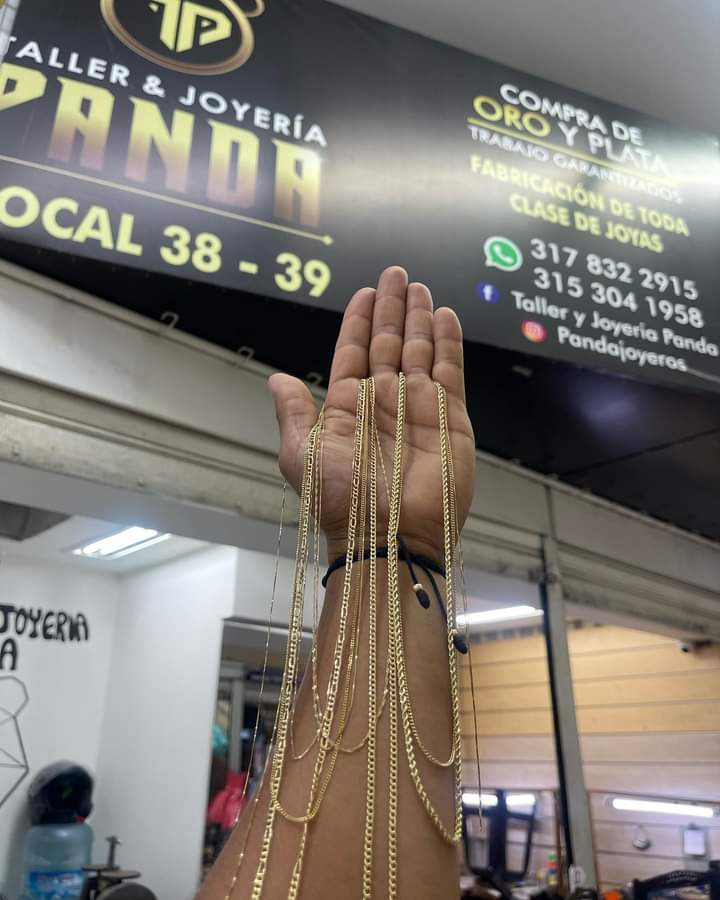 TALLER & JOYERÍA
PANDA
LOCAL 38 - 39
COMPRA DE
ORO Y PLATA
TRABAJO GARANTIZADOS
FABRICACIÓN DE TODA
CLASE DE JOYAS
317 832 2915
315 304 1958
Taller y Joyeria Panda
Pandajoyeros
JOYERIA
A